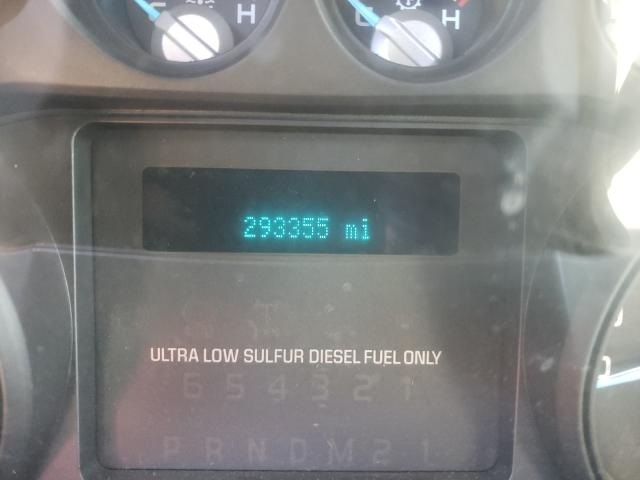 C H C H
293355 mi
ULTRA LOW SULFUR DIESEL FUEL ONLY
6 5 4 3 2 1
P R N D M 2 1